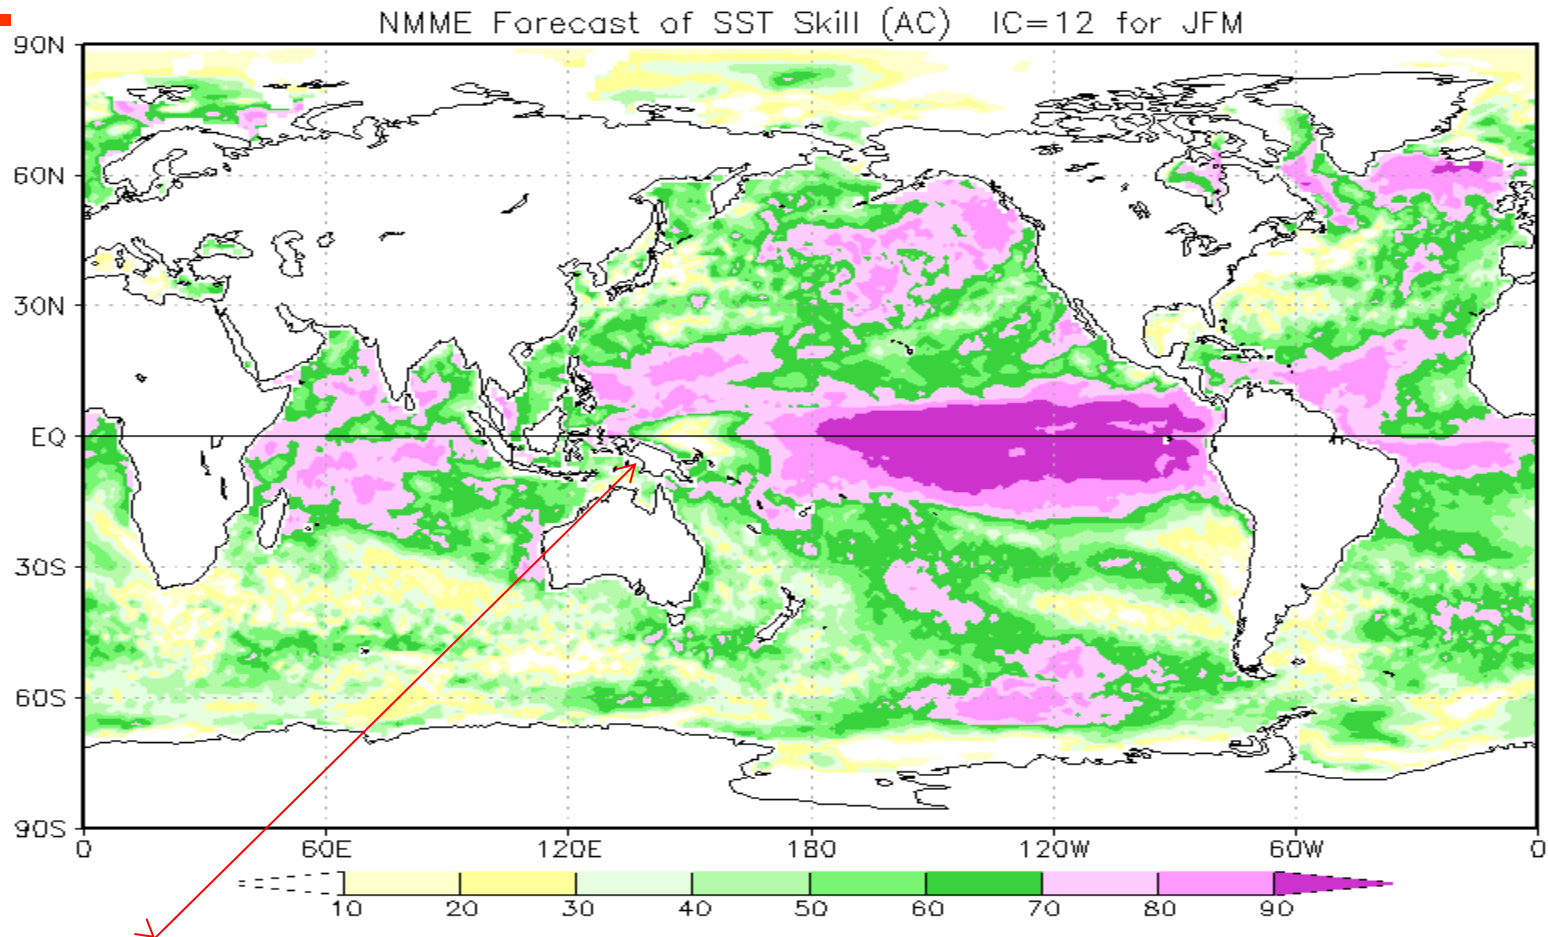 NMME Forecast of SST Skill (AC) IC=12 for JFM
90N
60N
30N
EQ
30S
60S
90S
0 60E 120E 180 120W 60W 0
10 20 30 40 50 60 70 80 90